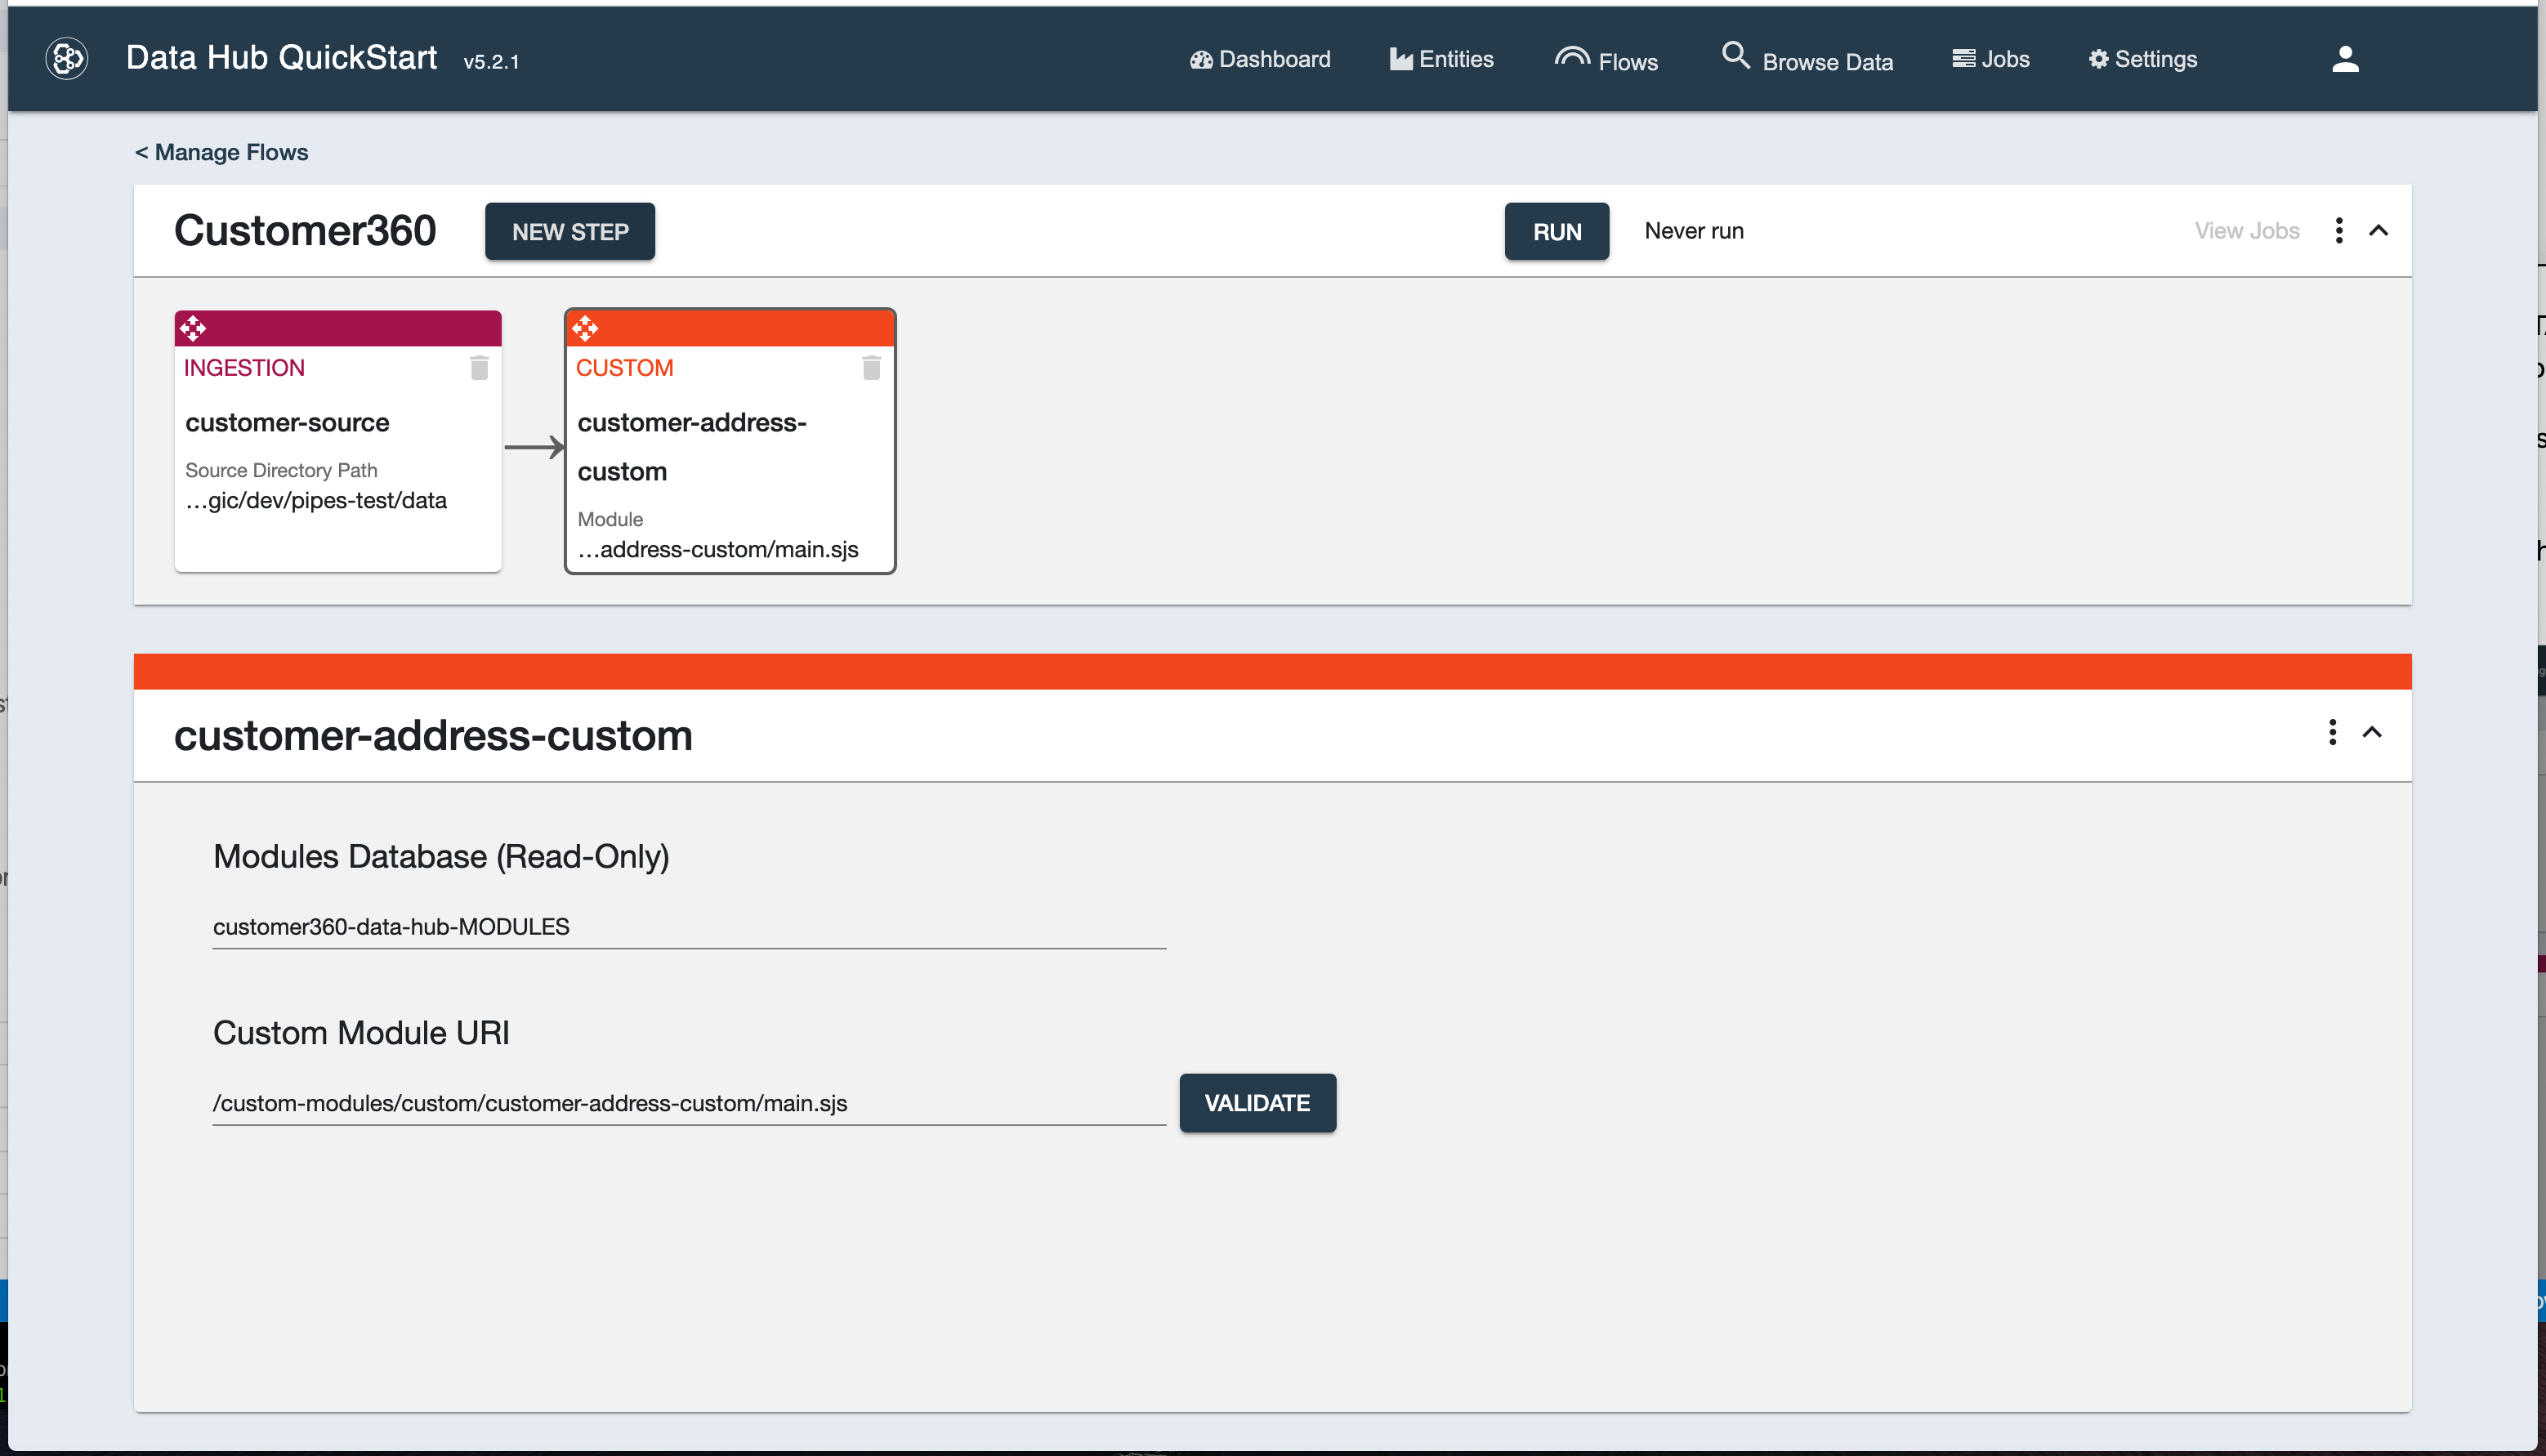 Data Hub QuickStart v5.2.1 Dashboard Entities Flows Browse Data Jobs Settings
< Manage Flows
Customer360 NEW STEP RUN Never run View Jobs
INGESTION
customer-source
Source Directory Path
...gic/dev/pipes-test/data
CUSTOM
customer-address-
custom
Module
...address-custom/main.sjs
customer-address-custom
Modules Database (Read-Only)
customer360-data-hub-MODULES
Custom Module URI
/custom-modules/custom/customer-address-custom/main.sjs VALIDATE